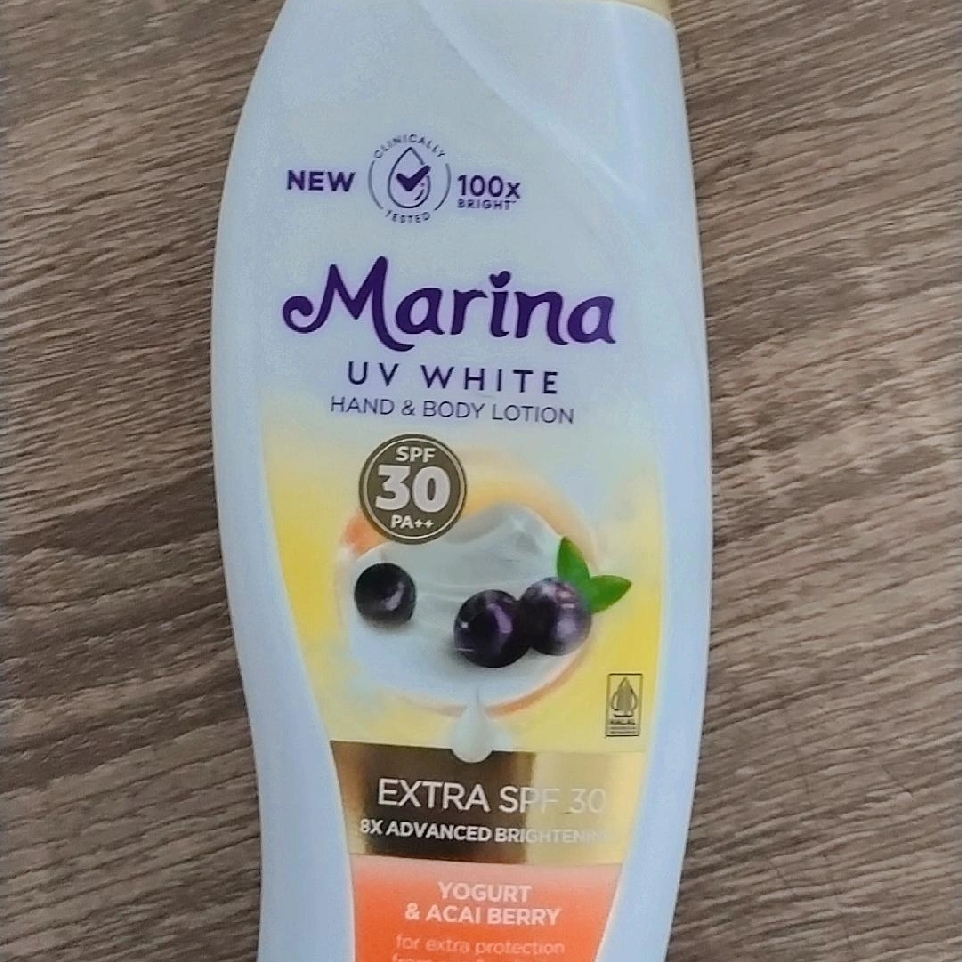 CLINICALLY
NEW
TESTED
100x
BRIGHT*
Marina
UV WHITE
HAND & BODY LOTION
SPF
30
PA++
HALAL
EXTRA SPF 30
8X ADVANCED
YOGURT
& ACAI BERRY
for extra protection